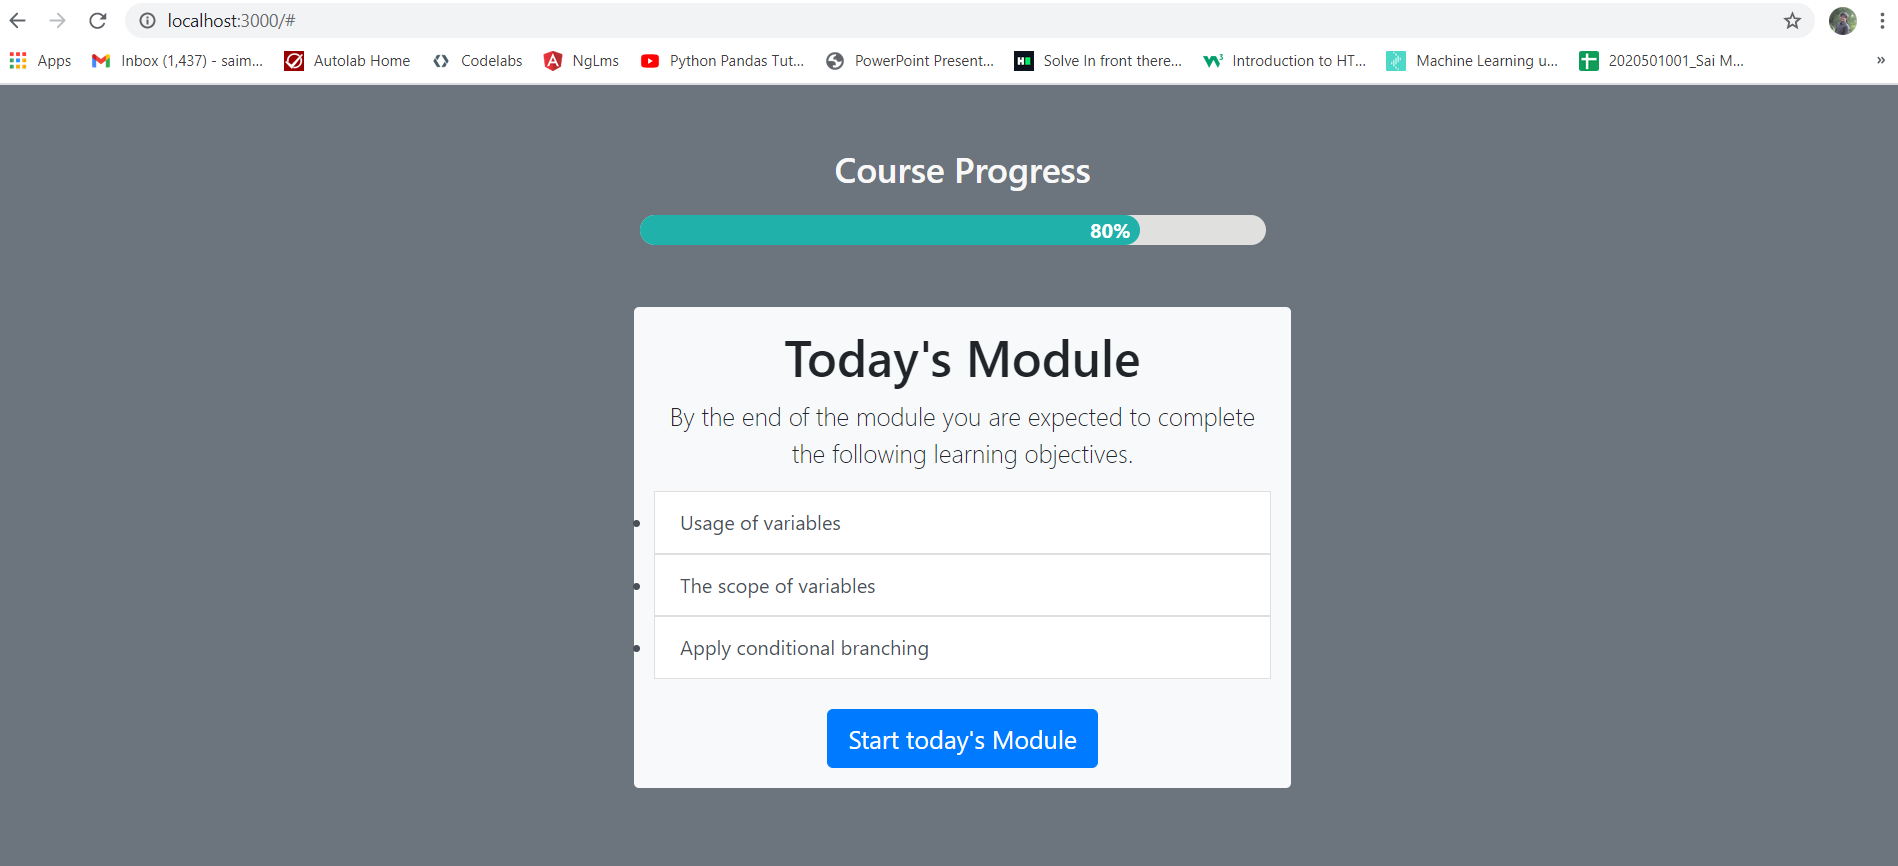 localhost:3000/#
Apps
Inbox (1,437) - saim...
Autolab Home
Codelabs
NgLms
Python Pandas Tut...
PowerPoint Present...
Solve In front there...
Introduction to HT...
Machine Learning u...
2020501001_Sai M...
»
Course Progress
80%
Today's Module
By the end of the module you are expected to complete
the following learning objectives.
Usage of variables
The scope of variables
Apply conditional branching
Start today's Module